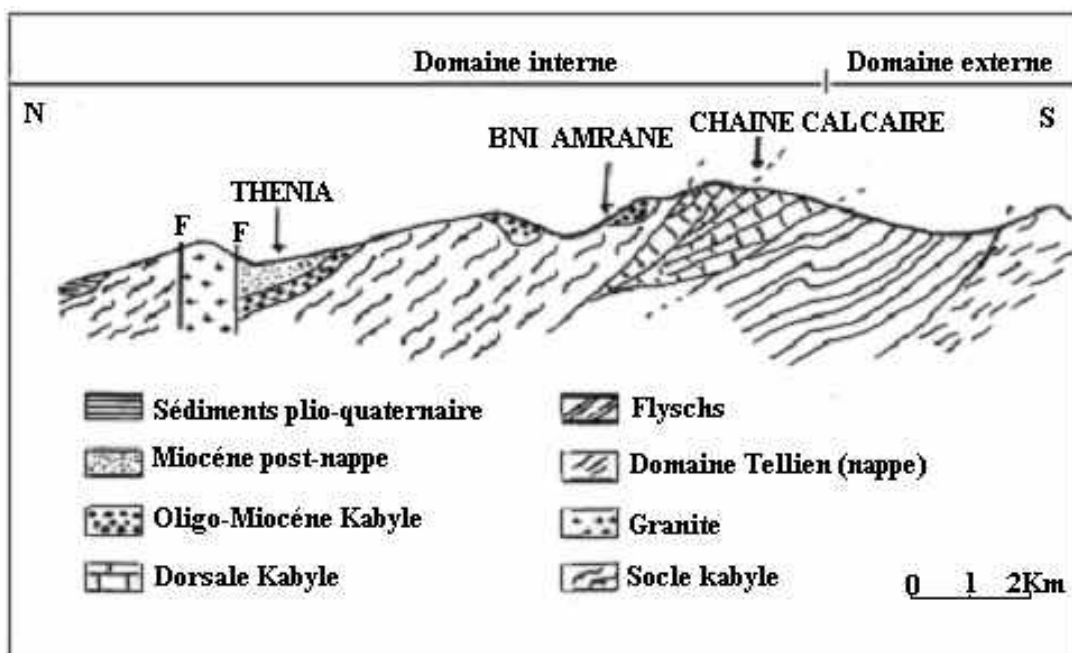 Domaine interne Domaine externe
N S
CHAINE CALCAIRE
BNI AMRANE
THENIA
F F
Sédiments plio-quaternaire
Miocéne post-nappe
Oligo-Miocéne Kabyle
Dorsale Kabyle
Flyschs
Domaine Tellien (nappe)
Granite
Socle kabyle
0 1 2Km